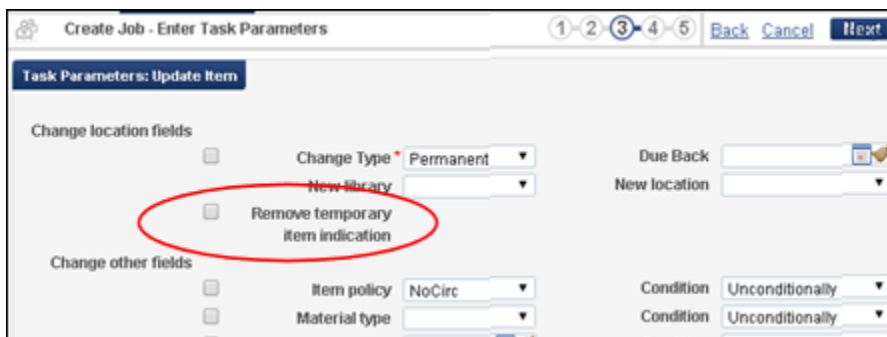 Create Job - Enter Task Parameters 1 2 3 4 5 Back Cancel Next
Task Parameters: Update Item
Change location fields
Change Type * Permanent Due Back
New library New location
Remove temporary
item indication
Change other fields
Item policy NoCirc Condition Unconditionally
Material type Condition Unconditionally